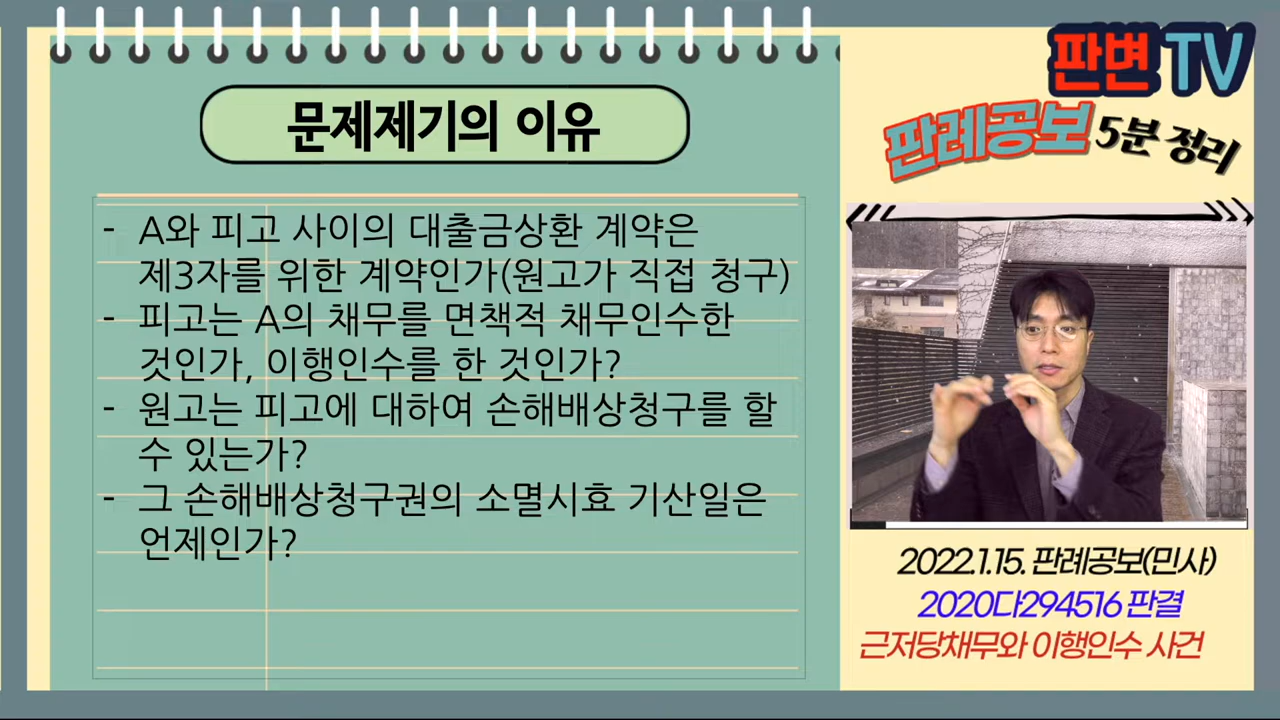 문제제기의 이유
- A와 피고 사이의 대출금상환 계약은
제3자를 위한 계약인가(원고가 직접 청구)
- 피고는 A의 채무를 면책적 채무인수한
것인가, 이행인수를 한 것인가?
- 원고는 피고에 대하여 손해배상청구를 할
수 있는가?
- 그 손해배상청구권의 소멸시효 기산일은
언제인가?
판변 TV
판례공보 5분 정리
2022.1.15. 판례공보(민사)
2020다294516 판결
근저당채무와 이행인수 사건